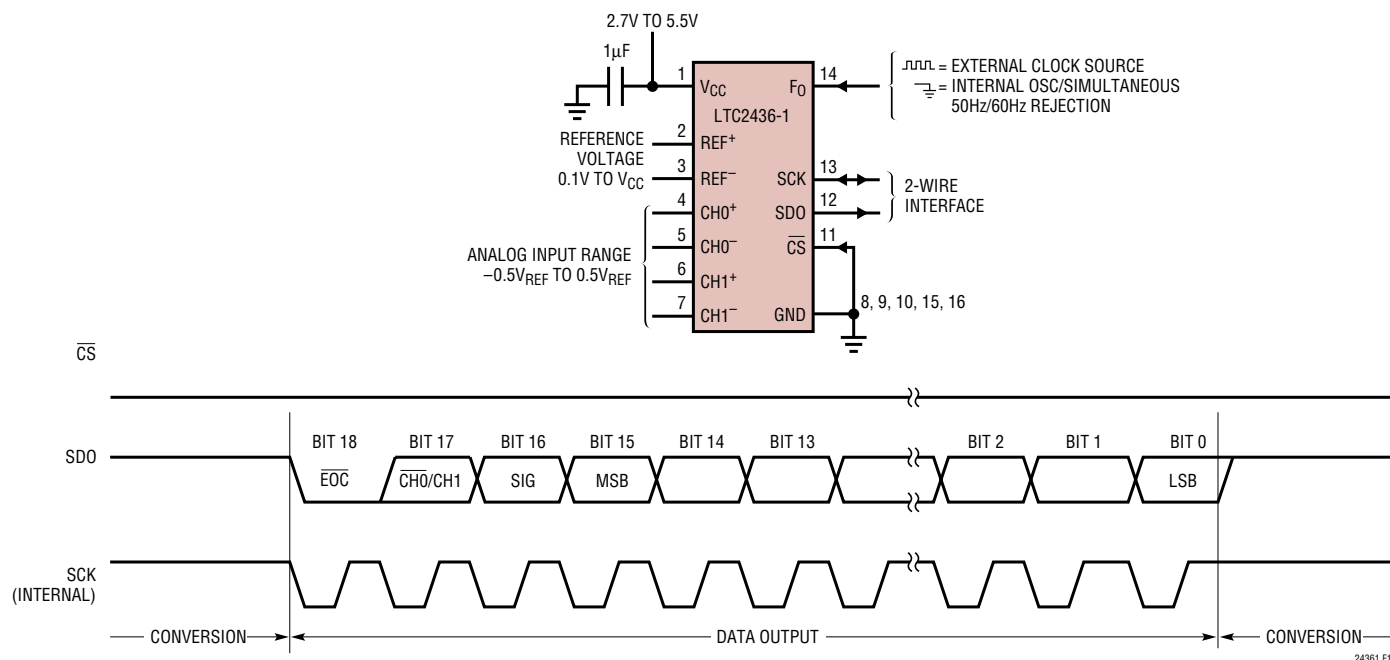 2.7V TO 5.5V
1μF
1
VCC
FO
14
= EXTERNAL CLOCK SOURCE
= INTERNAL OSC/SIMULTANEOUS
50Hz/60Hz REJECTION
LTC2436-1
REFERENCE
VOLTAGE
0.1V TO VCC
2
REF+
3
REF–
SCK
13
2-WIRE
INTERFACE
4
CH0+
SDO
12
ANALOG INPUT RANGE
–0.5VREF TO 0.5VREF
5
CH0–
CS
11
6
CH1+
7
CH1–
GND
8, 9, 10, 15, 16
CS
SDO
BIT 18
BIT 17
BIT 16
BIT 15
BIT 14
BIT 13
BIT 2
BIT 1
BIT 0
EOC
CH0/CH1
SIG
MSB
LSB
SCK
(INTERNAL)
CONVERSION
DATA OUTPUT
CONVERSION